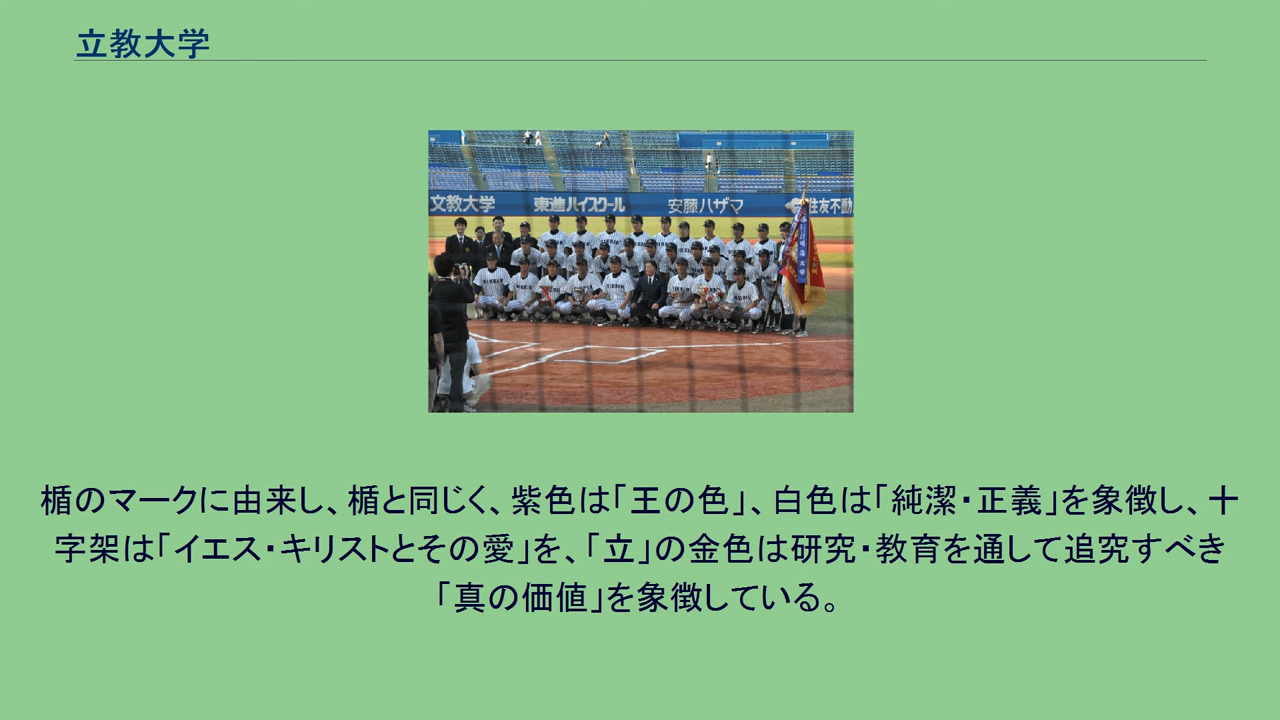 立教大学
文教大学 東進ハイスクール 安藤ハザマ 住友不動
楯のマークに由来し、楯と同じく、紫色は「王の色」、白色は「純潔・正義」を象徴し、十
字架は「イエス・キリストとその愛」を、「立」の金色は研究・教育を通して追究すべき
「真の価値」を象徴している。